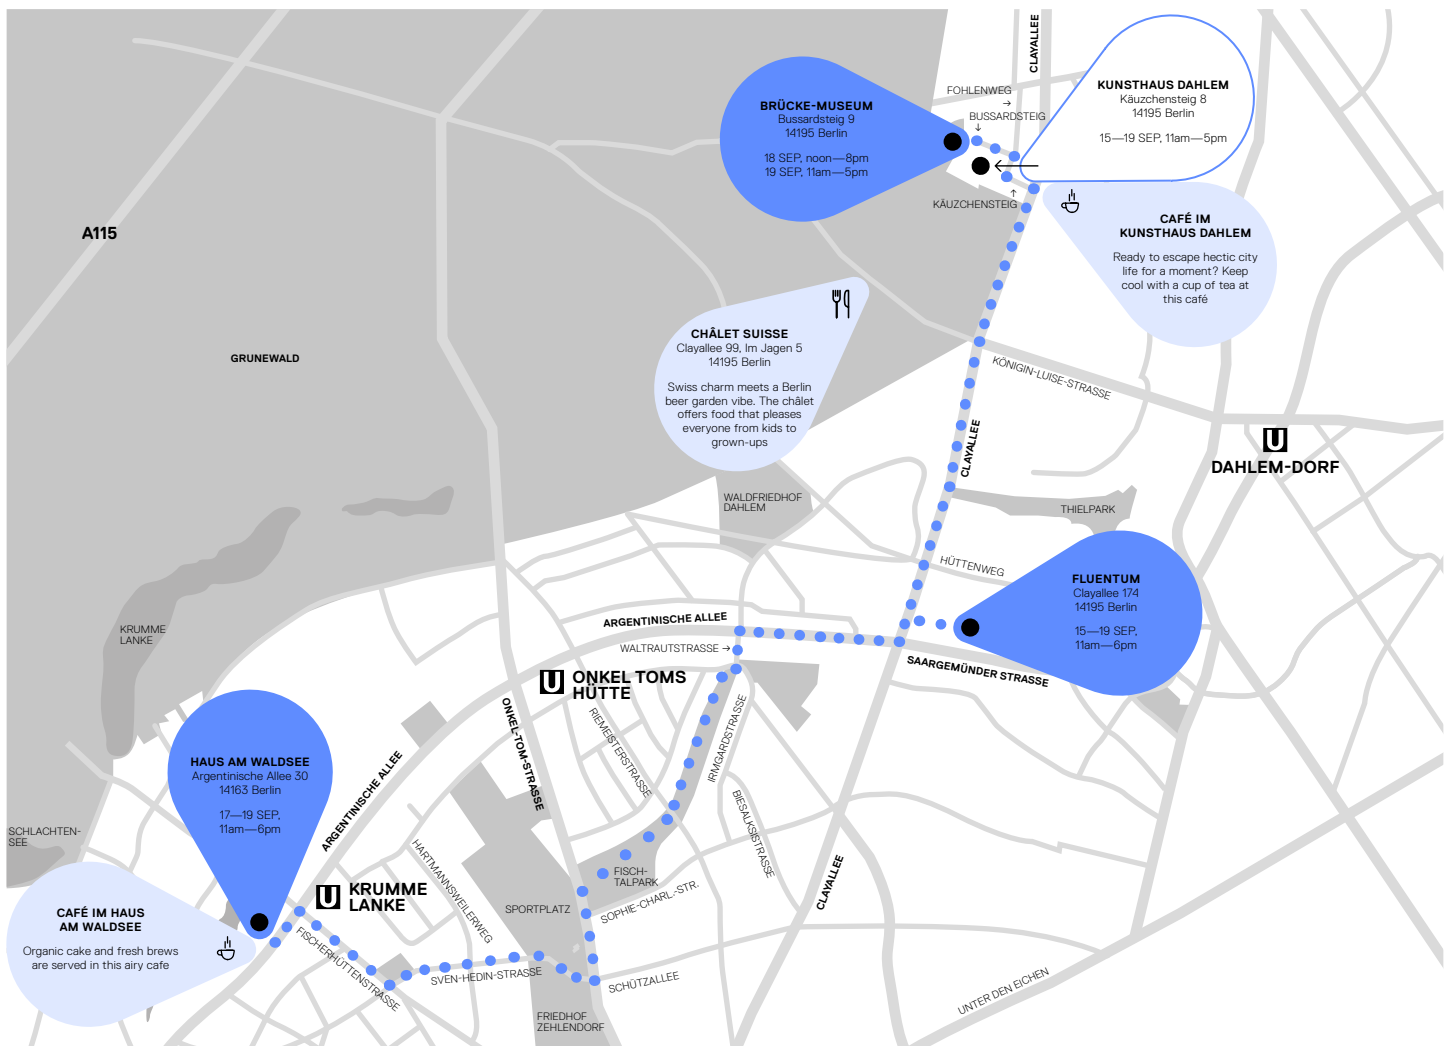 CLAYALLEE
KUNSTHAUS DAHLEM
Käuzchensteig 8
14195 Berlin
15—19 SEP, 11am—5pm
FOHLENWEG
→
BUSSARDSTEIG
↓
BRÜCKE-MUSEUM
Bussardsteig 9
14195 Berlin
18 SEP, noon—8pm
19 SEP, 11am—5pm
↑
KÄUZCHENSTEIG
CAFÉ IM
KUNSTHAUS DAHLEM
Ready to escape hectic city
life for a moment? Keep
cool with a cup of tea at
this café
A115
GRUNEWALD
CHÂLET SUISSE
Clayallee 99, Im Jagen 5
14195 Berlin
Swiss charm meets a Berlin
beer garden vibe. The châlet
offers food that pleases
everyone from kids to
grown-ups
KÖNIGIN-LUISE-STRASSE
CLAYALLEE
U
DAHLEM-DORF
WALDFRIEDHOF
DAHLEM
THIELPARK
HÜTTENWEG
FLUENTUM
Clayallee 174
14195 Berlin
15—19 SEP,
11am—6pm
ARGENTINISCHE ALLEE
WALTRAUTSTRASSE →
SAARGEMÜNDER STRASSE
KRUMME
LANKE
U
ONKEL TOMS
HÜTTE
ONKEL-TOM-STRASSE
RIEMEISTERSTRASSE
IRMGARDSTRASSE
BIESALSKISTRASSE
HAUS AM WALDSEE
Argentinische Allee 30
14163 Berlin
17—19 SEP,
11am—6pm
ARGENTINISCHE ALLEE
SCHLACHTEN-
SEE
HARTMANNSWEILERWEG
FISCH-
TALPARK
SOPHIE-CHARL.-STR.
CLAYALLEE
U
KRUMME
LANKE
SPORTPLATZ
CAFÉ IM HAUS
AM WALDSEE
Organic cake and fresh brews
are served in this airy cafe
FISCHERHÜTTENSTRASSE
SVEN-HEDIN-STRASSE
SCHÜTZALLEE
UNTER DEN EICHEN
FRIEDHOF
ZEHLENDORF